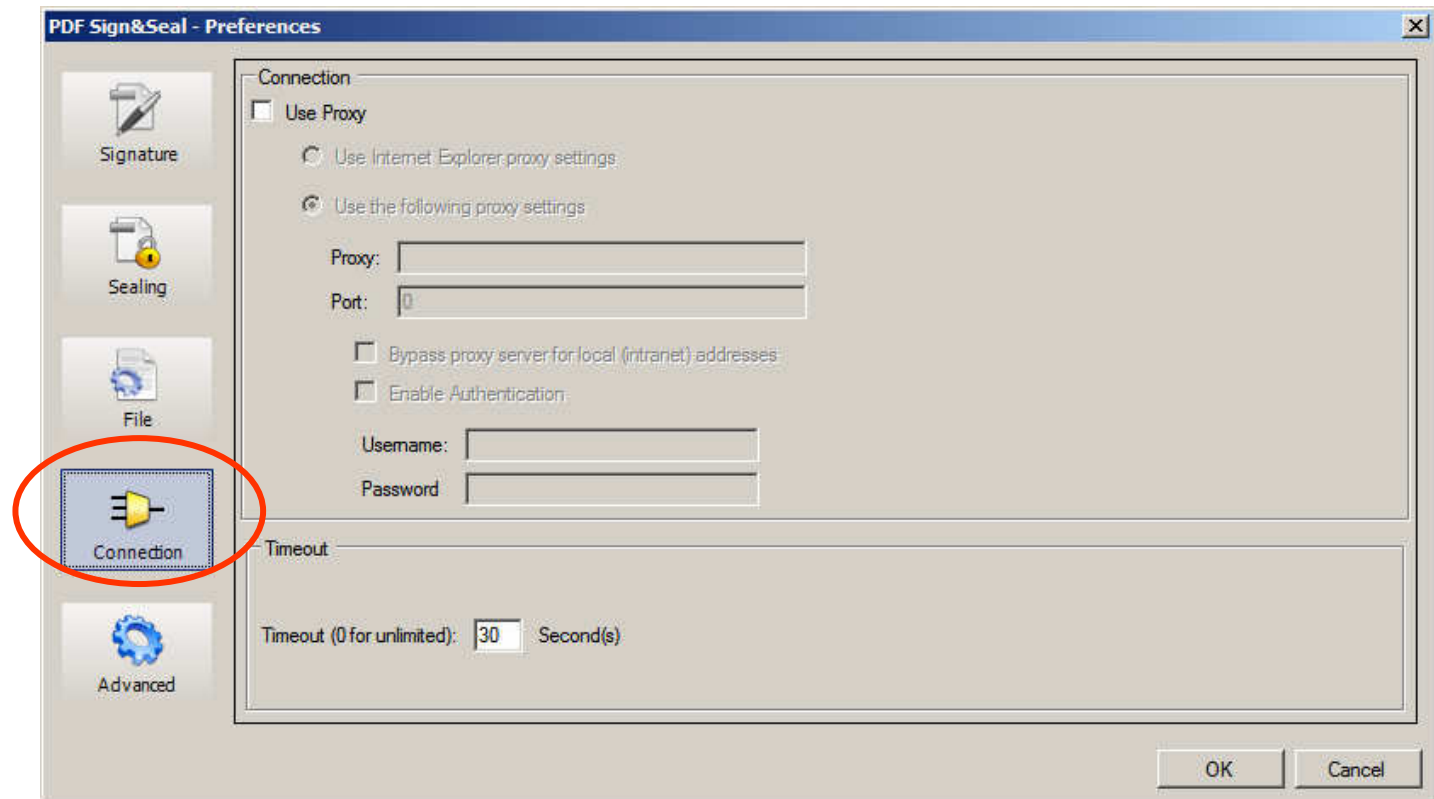 PDF Sign&Seal - Preferences
Signature
Sealing
File
Connection
Advanced
Connection
Use Proxy
Use Internet Explorer proxy settings
Use the following proxy settings
Proxy:
Port: 0
Bypass proxy server for local (intranet) addresses
Enable Authentication
Username:
Password
Timeout
Timeout (0 for unlimited): 30 Second(s)
OK Cancel